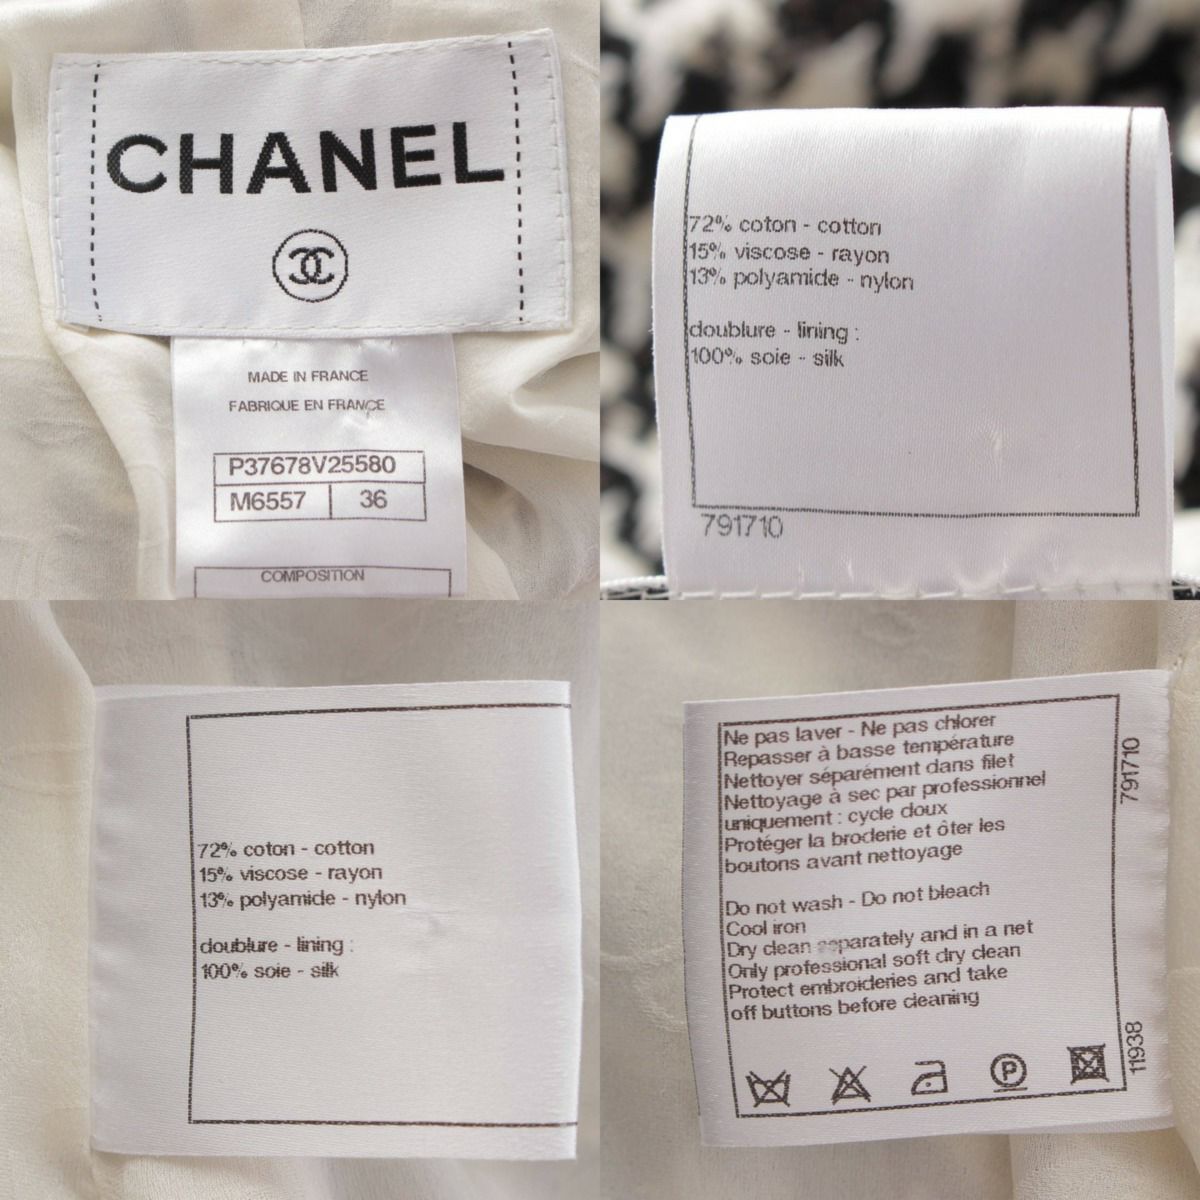 CHANEL
MADE IN FRANCE
FABRIQUE EN FRANCE
P37678V25580
M6557 36
COMPOSITION
72% coton - cotton
15% viscose - rayon
13% polyamide - nylon
doublure - lining :
100% soie - silk
791710
72% coton - cotton
15% viscose - rayon
13% polyamide - nylon
doublure - lining :
100% soie - silk
Ne pas laver - Ne pas chlorer
Repasser à basse température
Nettoyer séparément dans filet
Nettoyage à sec par professionnel
uniquement : cycle doux
Protéger la broderie et ôter les
boutons avant nettoyage
Do not wash - Do not bleach
Cool iron
Dry clean separately and in a net
Only professional soft dry clean
Protect embroideries and take
off buttons before cleaning
P
791710
11938